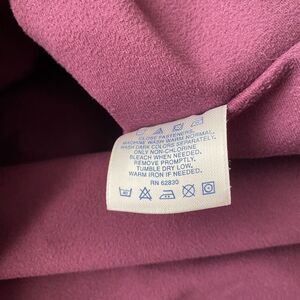 CLOSE FASTENERS.
MACHINE WASH WARM NORMAL.
WASH DARK COLORS SEPARATELY.
ONLY NON-CHLORINE
BLEACH WHEN NEEDED.
REMOVE PROMPTLY.
TUMBLE DRY LOW.
WARM IRON IF NEEDED.
RN 62830